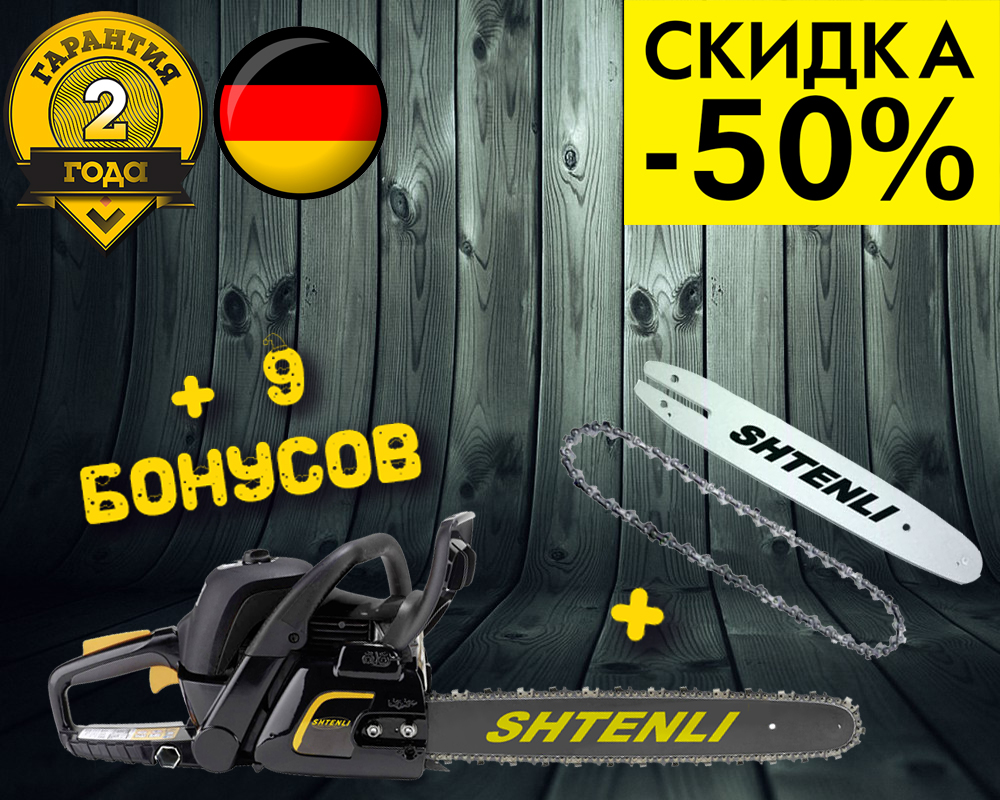 ГАРАНТИЯ
2
ГОДА
СКИДКА
-50%
+ 9
БОНУСОВ
SHTENLI
+
SHTENLI
SHTENLI